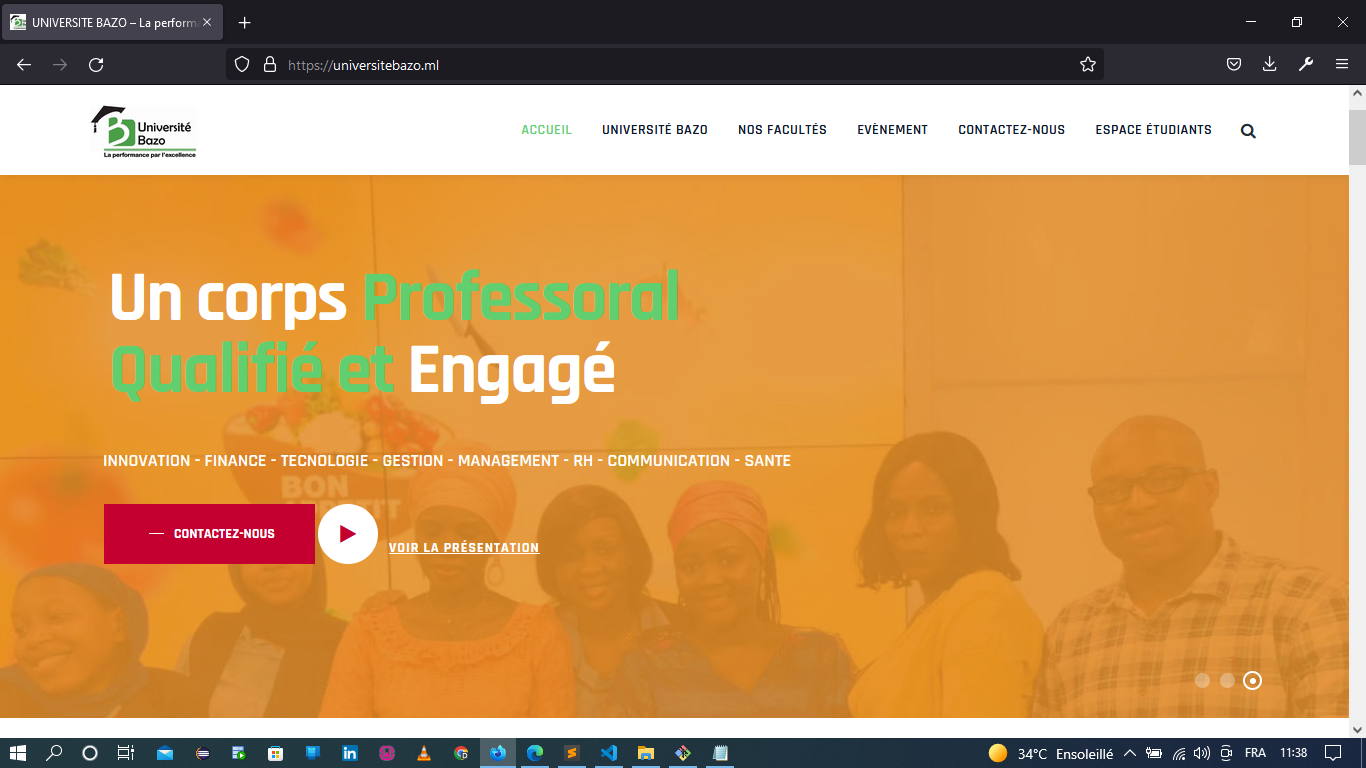 UNIVERSITE BAZO – La performa
https://universitebazo.ml
Université
Bazo
La performance par l'excellence
ACCUEIL
UNIVERSITÉ BAZO
NOS FACULTÉS
EVÈNEMENT
CONTACTEZ-NOUS
ESPACE ÉTUDIANTS
Un corps Professoral
Qualifié et Engagé
INNOVATION - FINANCE - TECNOLOGIE - GESTION - MANAGEMENT - RH - COMMUNICATION - SANTE
BON
CONTACTEZ-NOUS
VOIR LA PRÉSENTATION
34°C Ensoleillé
FRA
11:38